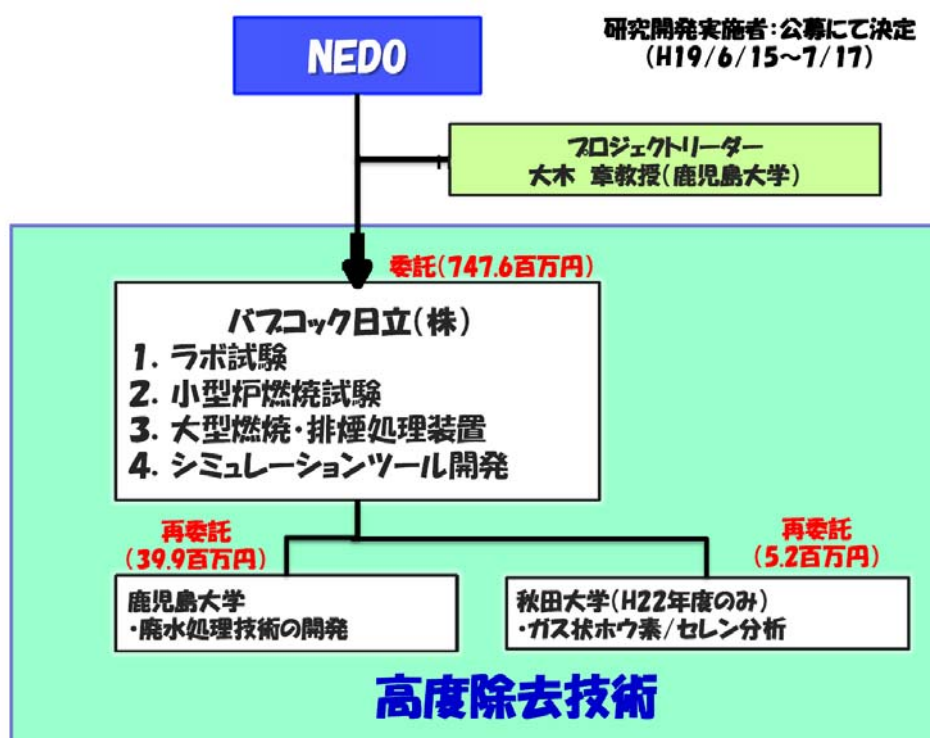 NEDO
研究開発実施者:公募にて決定
(H19/6/15～7/17)
プロジェクトリーダー
大木 章教授(鹿児島大学)
委託(747.6百万円)
バブコック日立(株)
1. ラボ試験
2. 小型炉燃焼試験
3. 大型燃焼・排煙処理装置
4. シミュレーションツール開発
再委託
(39.9百万円)
再委託
(5.2百万円)
鹿児島大学
・廃水処理技術の開発
秋田大学(H22年度のみ)
・ガス状ホウ素/セレン分析
高度除去技術